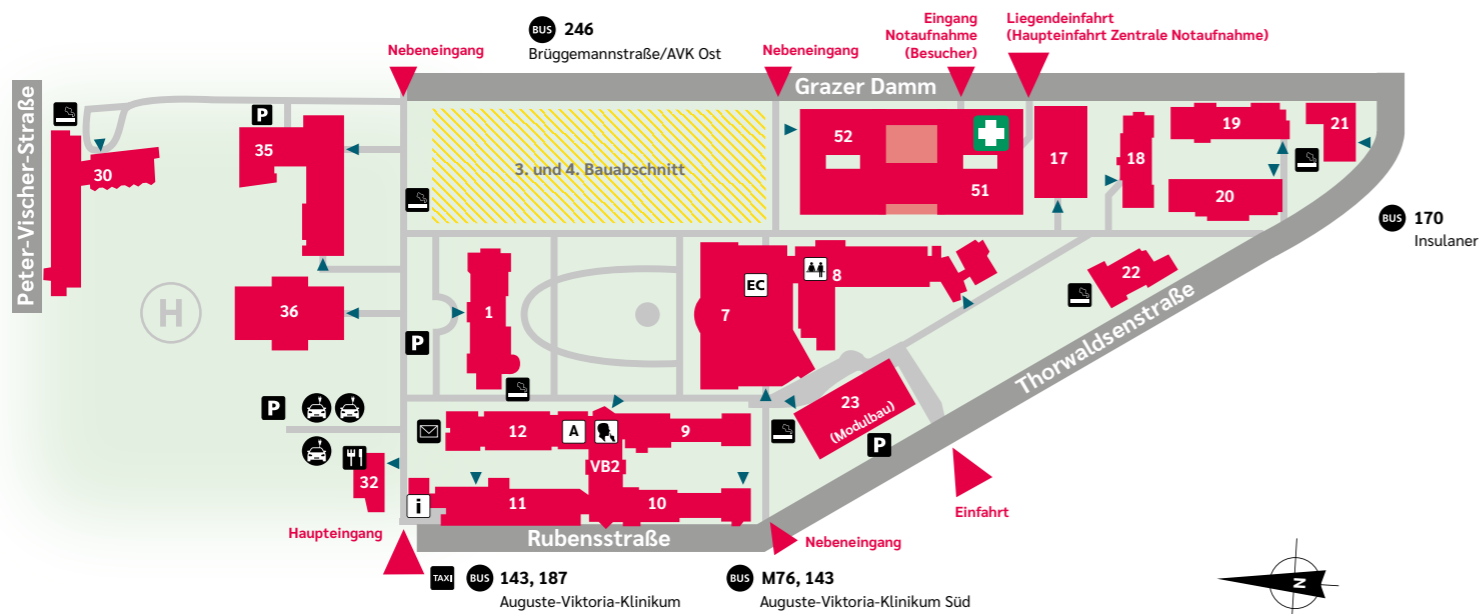 BUS 246
Brüggemannstraße/AVK Ost
Nebeneingang
Nebeneingang
Eingang
Notaufnahme
(Besucher)
Liegendeinfahrt
(Haupteinfahrt Zentrale Notaufnahme)
Grazer Damm
Peter-Vischer-Straße
30
P
35
3. und 4. Bauabschnitt
52
51
17
18
19
21
20
BUS 170
Insulaner
H
36
1
P
EC
7
8
22
Thorwaldsenstraße
P
12
A
9
23
(Modulbau)
P
VB2
32
i
11
10
Haupteingang
Rubensstraße
Nebeneingang
Einfahrt
TAXI
BUS 143, 187
Auguste-Viktoria-Klinikum
BUS M76, 143
Auguste-Viktoria-Klinikum Süd
N